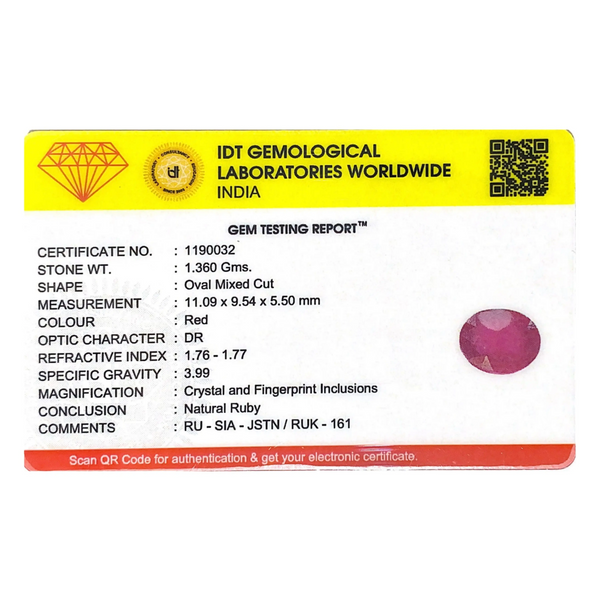 IDT GEMOLOGICAL
LABORATORIES WORLDWIDE
INDIA
idt
GEM TESTING REPORT™
CERTIFICATE NO. : 1190032
STONE WT. : 1.360 Gms.
SHAPE : Oval Mixed Cut
MEASUREMENT : 11.09 x 9.54 x 5.50 mm
COLOUR : Red
OPTIC CHARACTER : DR
REFRACTIVE INDEX : 1.76 - 1.77
SPECIFIC GRAVITY : 3.99
MAGNIFICATION : Crystal and Fingerprint Inclusions
CONCLUSION : Natural Ruby
COMMENTS : RU - SIA - JSTN / RUK - 161
Scan QR Code for authentication & get your electronic certificate.